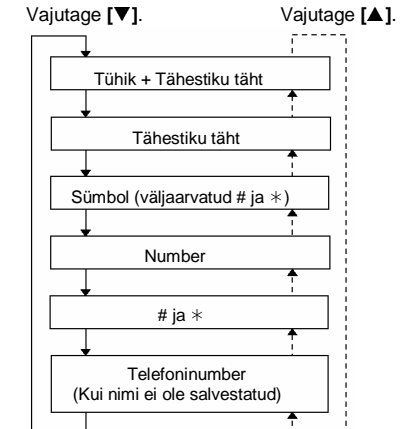 Vajutage [▼]. Vajutage [▲].
Tühik + Tähestiku täht
Tähestiku täht
Sümbol (väljaarvatud # ja ✳)
Number
# ja ✳
Telefoninumber
(Kui nimi ei ole salvestatud)